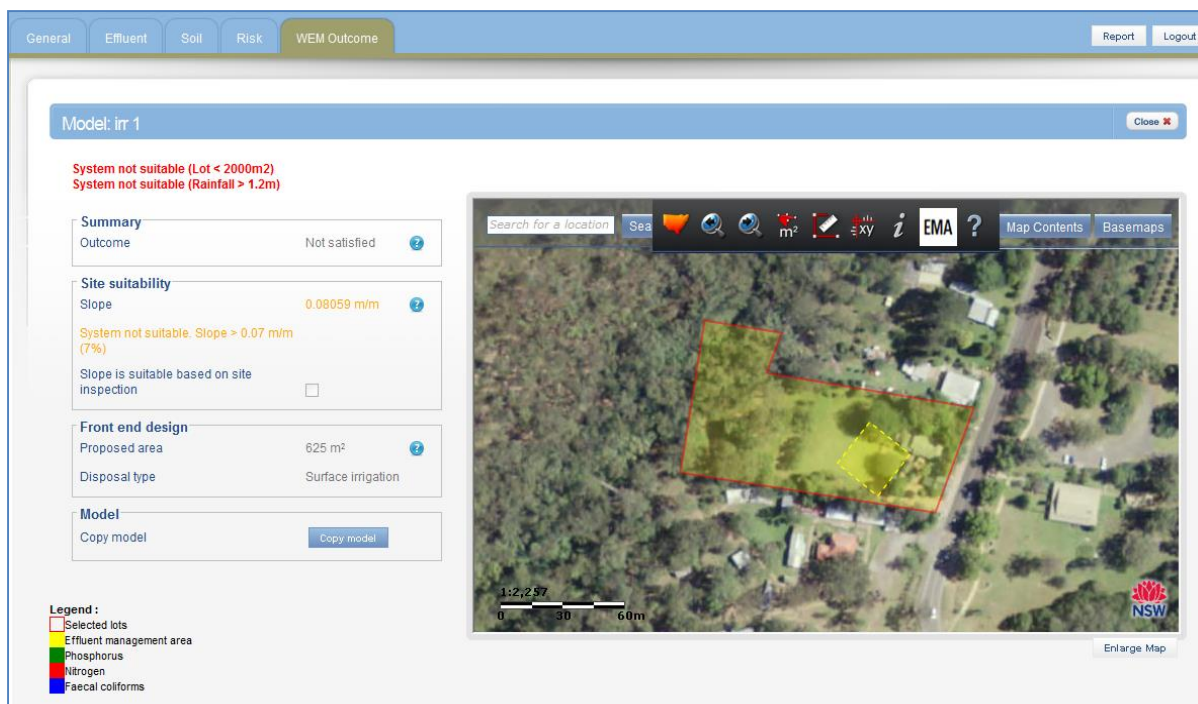 General Effluent Soil Risk WEM Outcome Report Logout
Model: irr 1 Close ✖
System not suitable (Lot < 2000m2)
System not suitable (Rainfall > 1.2m)
Summary
Outcome Not satisfied ?
Site suitability
Slope 0.08059 m/m ?
System not suitable. Slope > 0.07 m/m
(7%)
Slope is suitable based on site
inspection
Front end design
Proposed area 625 m² ?
Disposal type Surface irrigation
Model
Copy model Copy model
Search for a location Sea m² xy i EMA ? Map Contents Basemaps
1:2,257
0 30 60m
NSW
Enlarge Map
Legend :
Selected lots
Effluent management area
Phosphorus
Nitrogen
Faecal coliforms